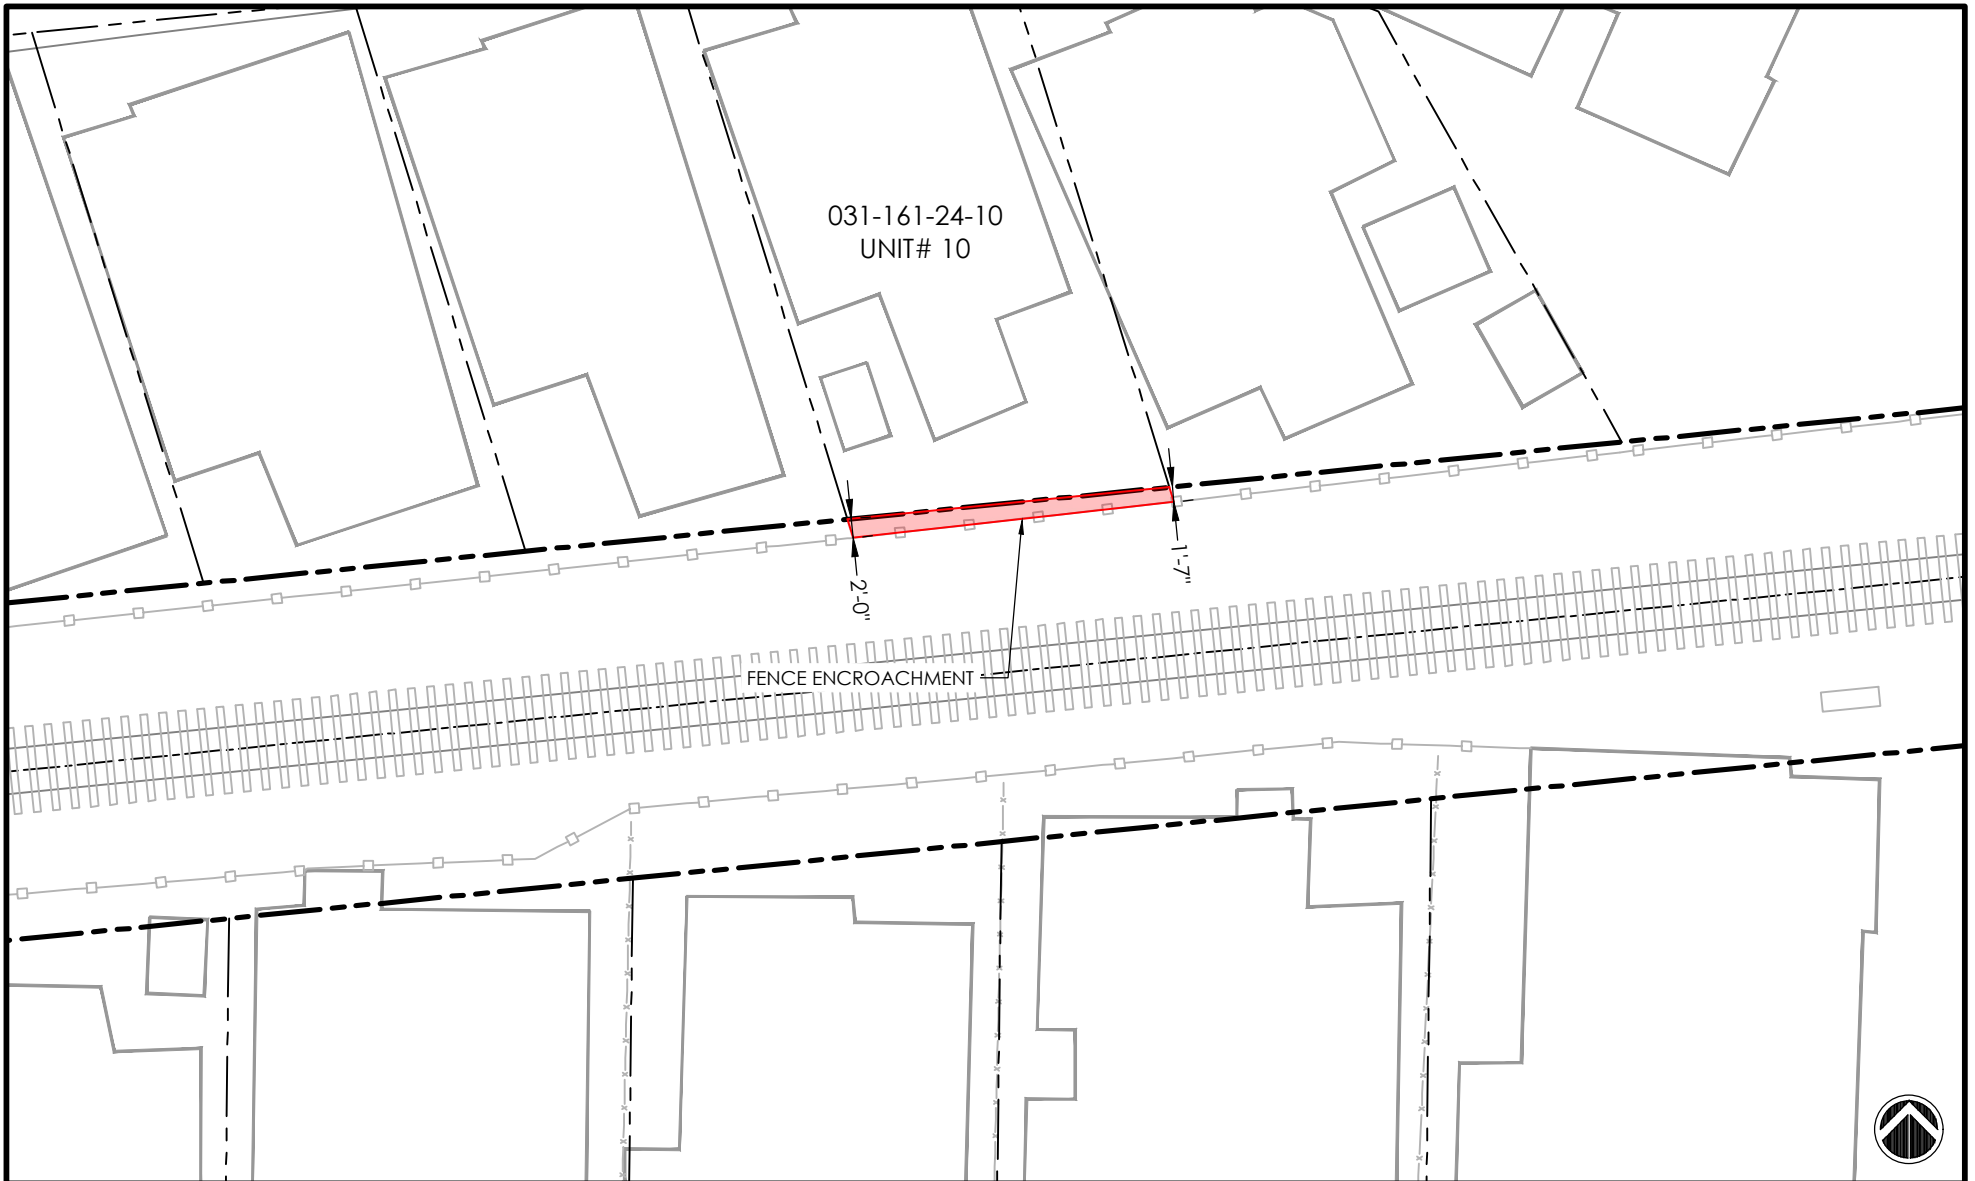 031-161-24-10
UNIT# 10
2'-0"
1'-7"
FENCE ENCROACHMENT